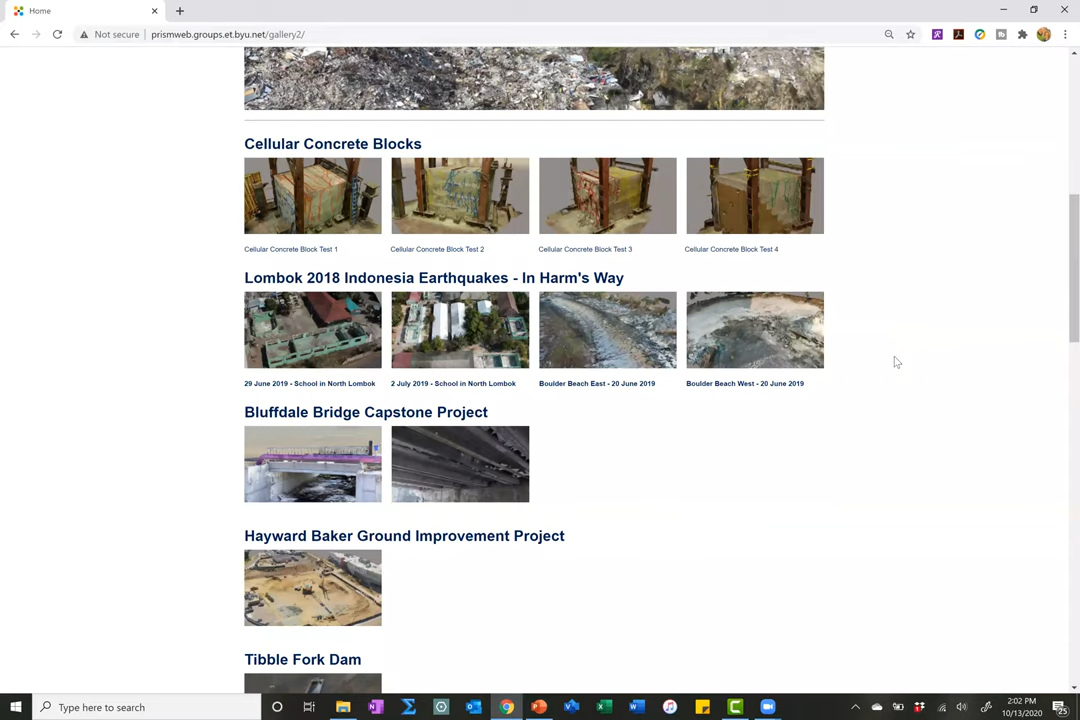 Home
Not secure
prismweb.groups.et.byu.net/gallery2/
Cellular Concrete Blocks
Cellular Concrete Block Test 1
Cellular Concrete Block Test 2
Cellular Concrete Block Test 3
Cellular Concrete Block Test 4
Lombok 2018 Indonesia Earthquakes - In Harm's Way
29 June 2019 - School in North Lombok
2 July 2019 - School in North Lombok
Boulder Beach East - 20 June 2019
Boulder Beach West - 20 June 2019
Bluffdale Bridge Capstone Project
Hayward Baker Ground Improvement Project
Tibble Fork Dam
Type here to search
2:02 PM
10/13/2020
25